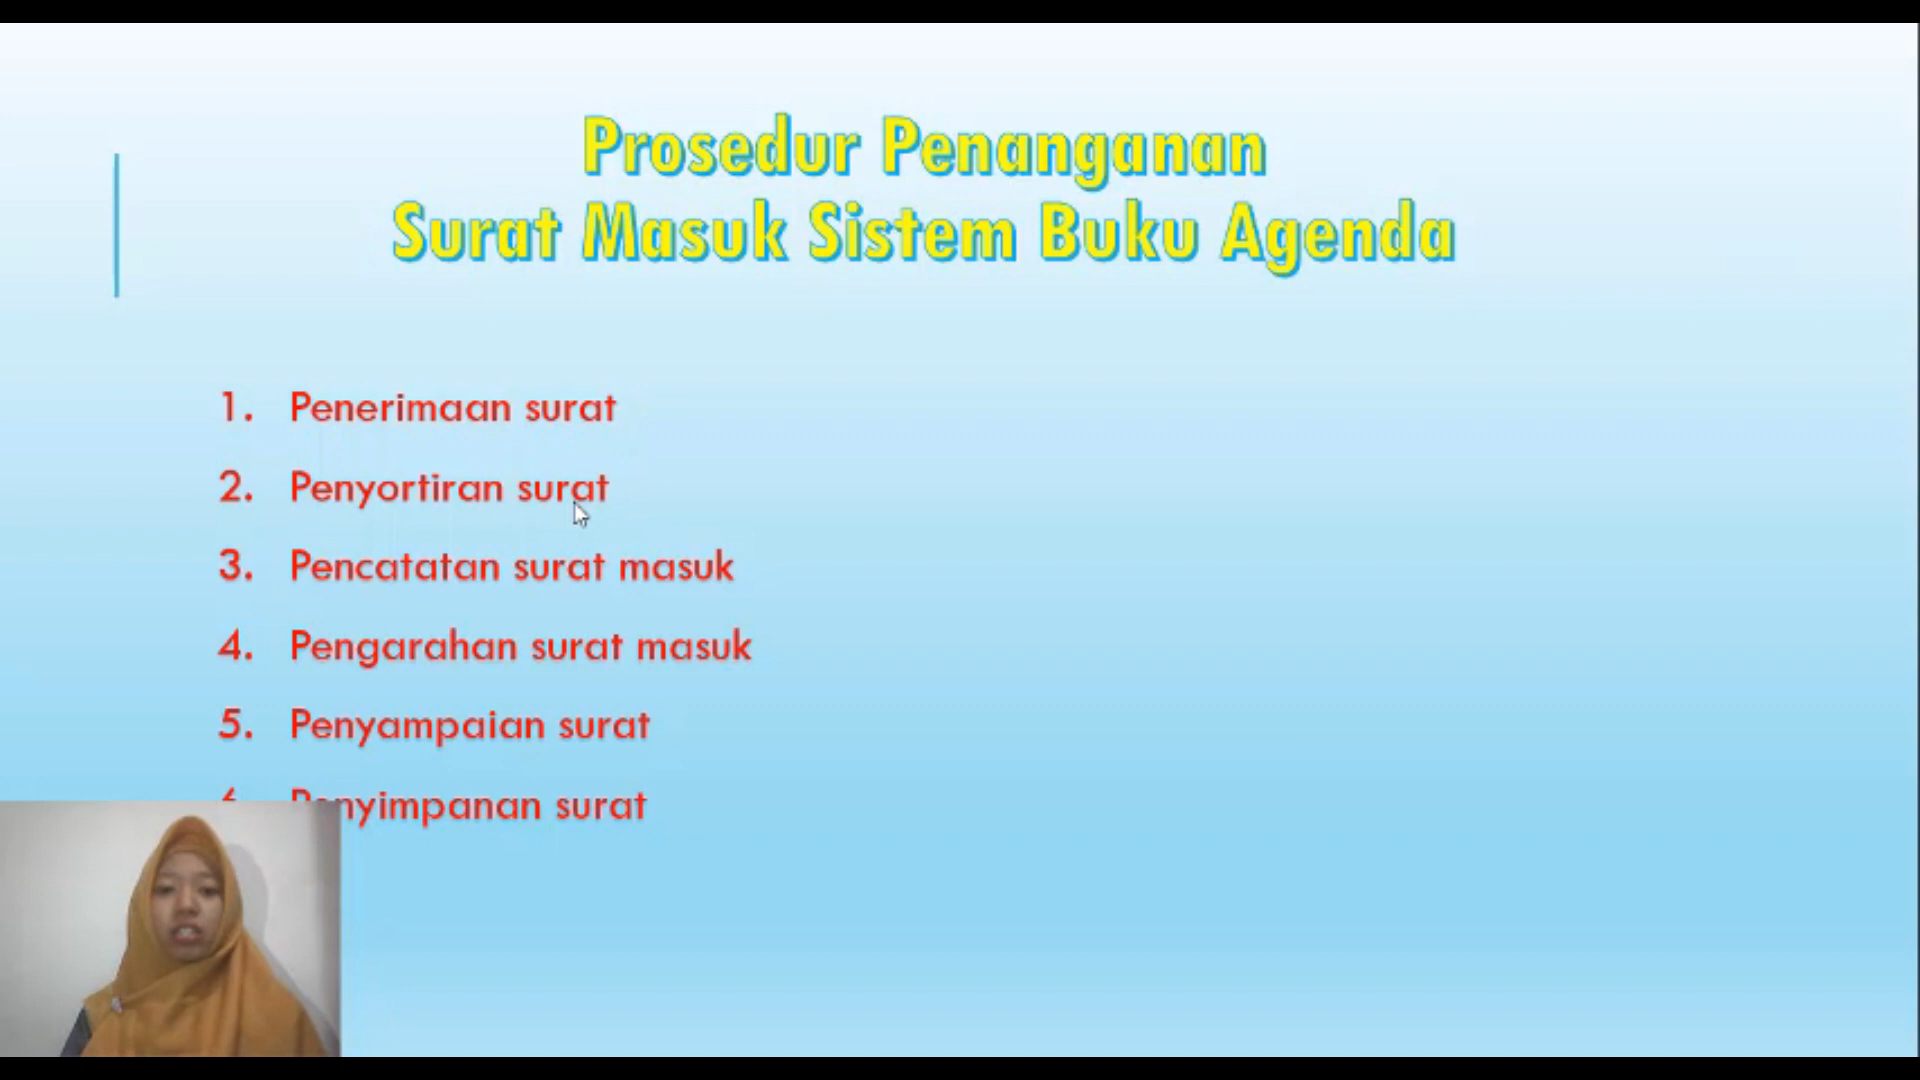 Prosedur Penanganan
Surat Masuk Sistem Buku Agenda
1. Penerimaan surat
2. Penyortiran surat
3. Pencatatan surat masuk
4. Pengarahan surat masuk
5. Penyampaian surat
6. Penyimpanan surat